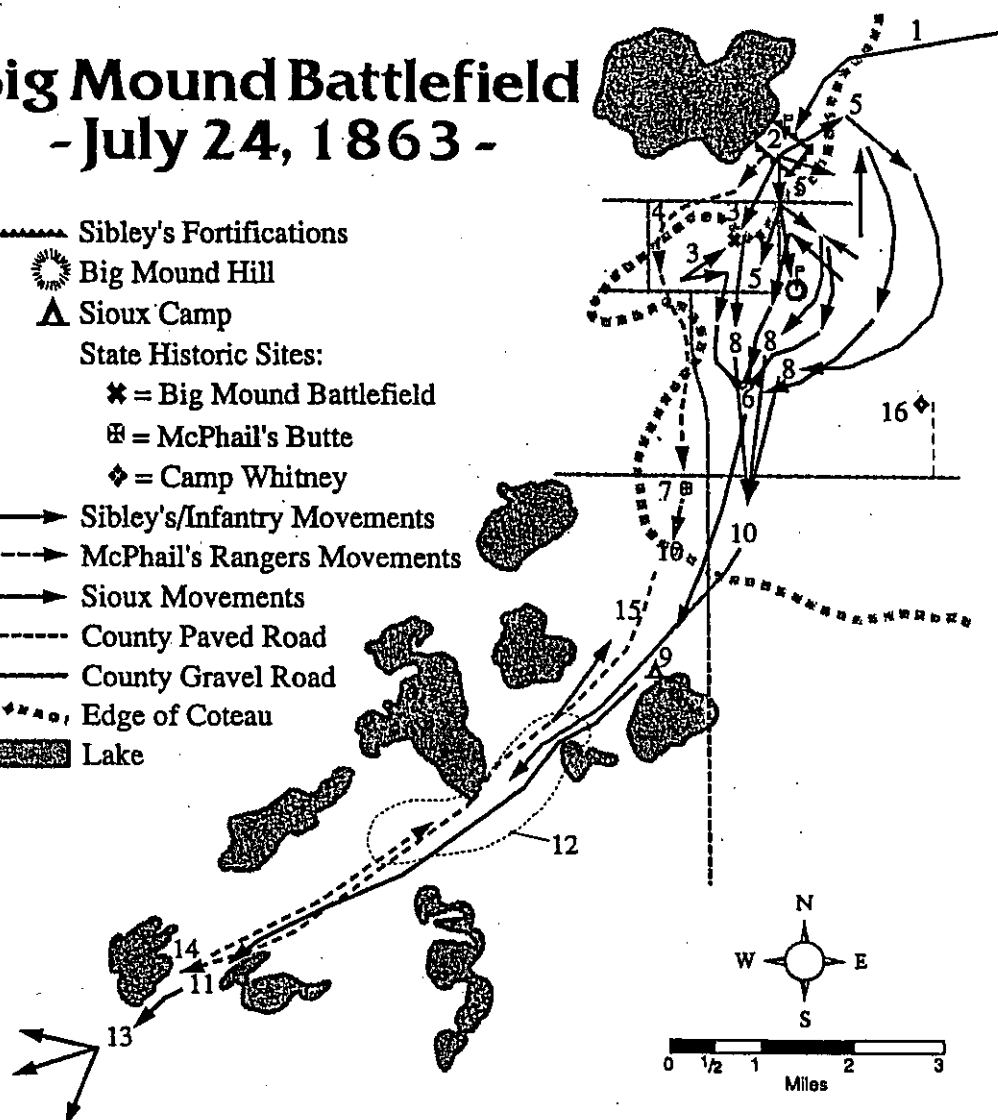 ig Mound Battlefield
- July 24, 1863 -
Sibley's Fortifications
Big Mound Hill
Sioux Camp
State Historic Sites:
= Big Mound Battlefield
= McPhail's Butte
= Camp Whitney
Sibley's/Infantry Movements
McPhail's Rangers Movements
Sioux Movements
County Paved Road
County Gravel Road
Edge of Coteau
Lake
1
5
2
5
4
3
3
5
8
8
8
6
16
7
10
10
15
9
12
14
11
13
N
W E
S
0 1/2 1 2 3
Miles